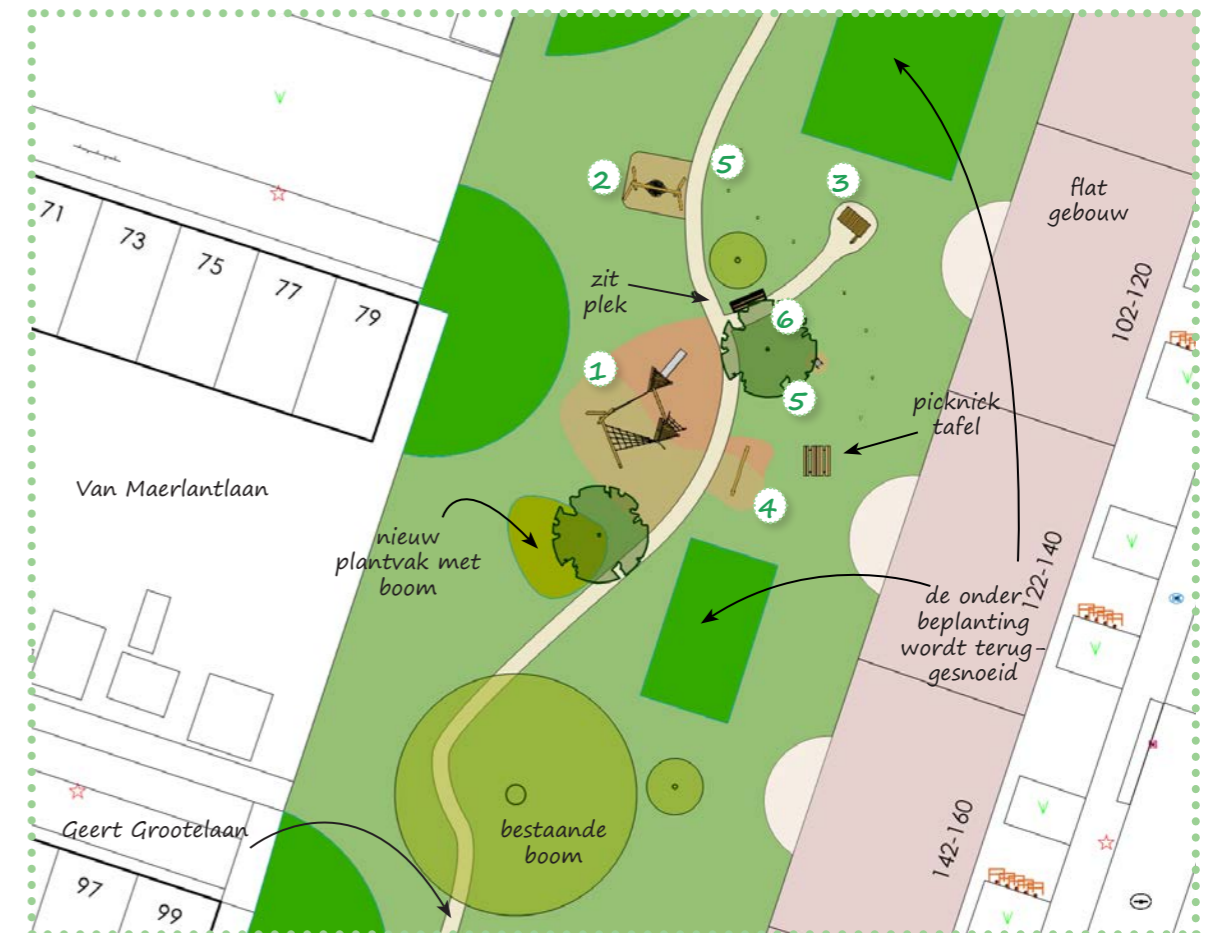 2
5
3
flat
gebouw
71
73
75
77
79
102-120
zit
plek
6
1
5
picknick
tafel
4
Van Maerlantlaan
nieuw
plantvak met
boom
122-140
de onder
beplanting
wordt terug-
gesnoeid
Geert Grootelaan
bestaande
boom
142-160
97
99